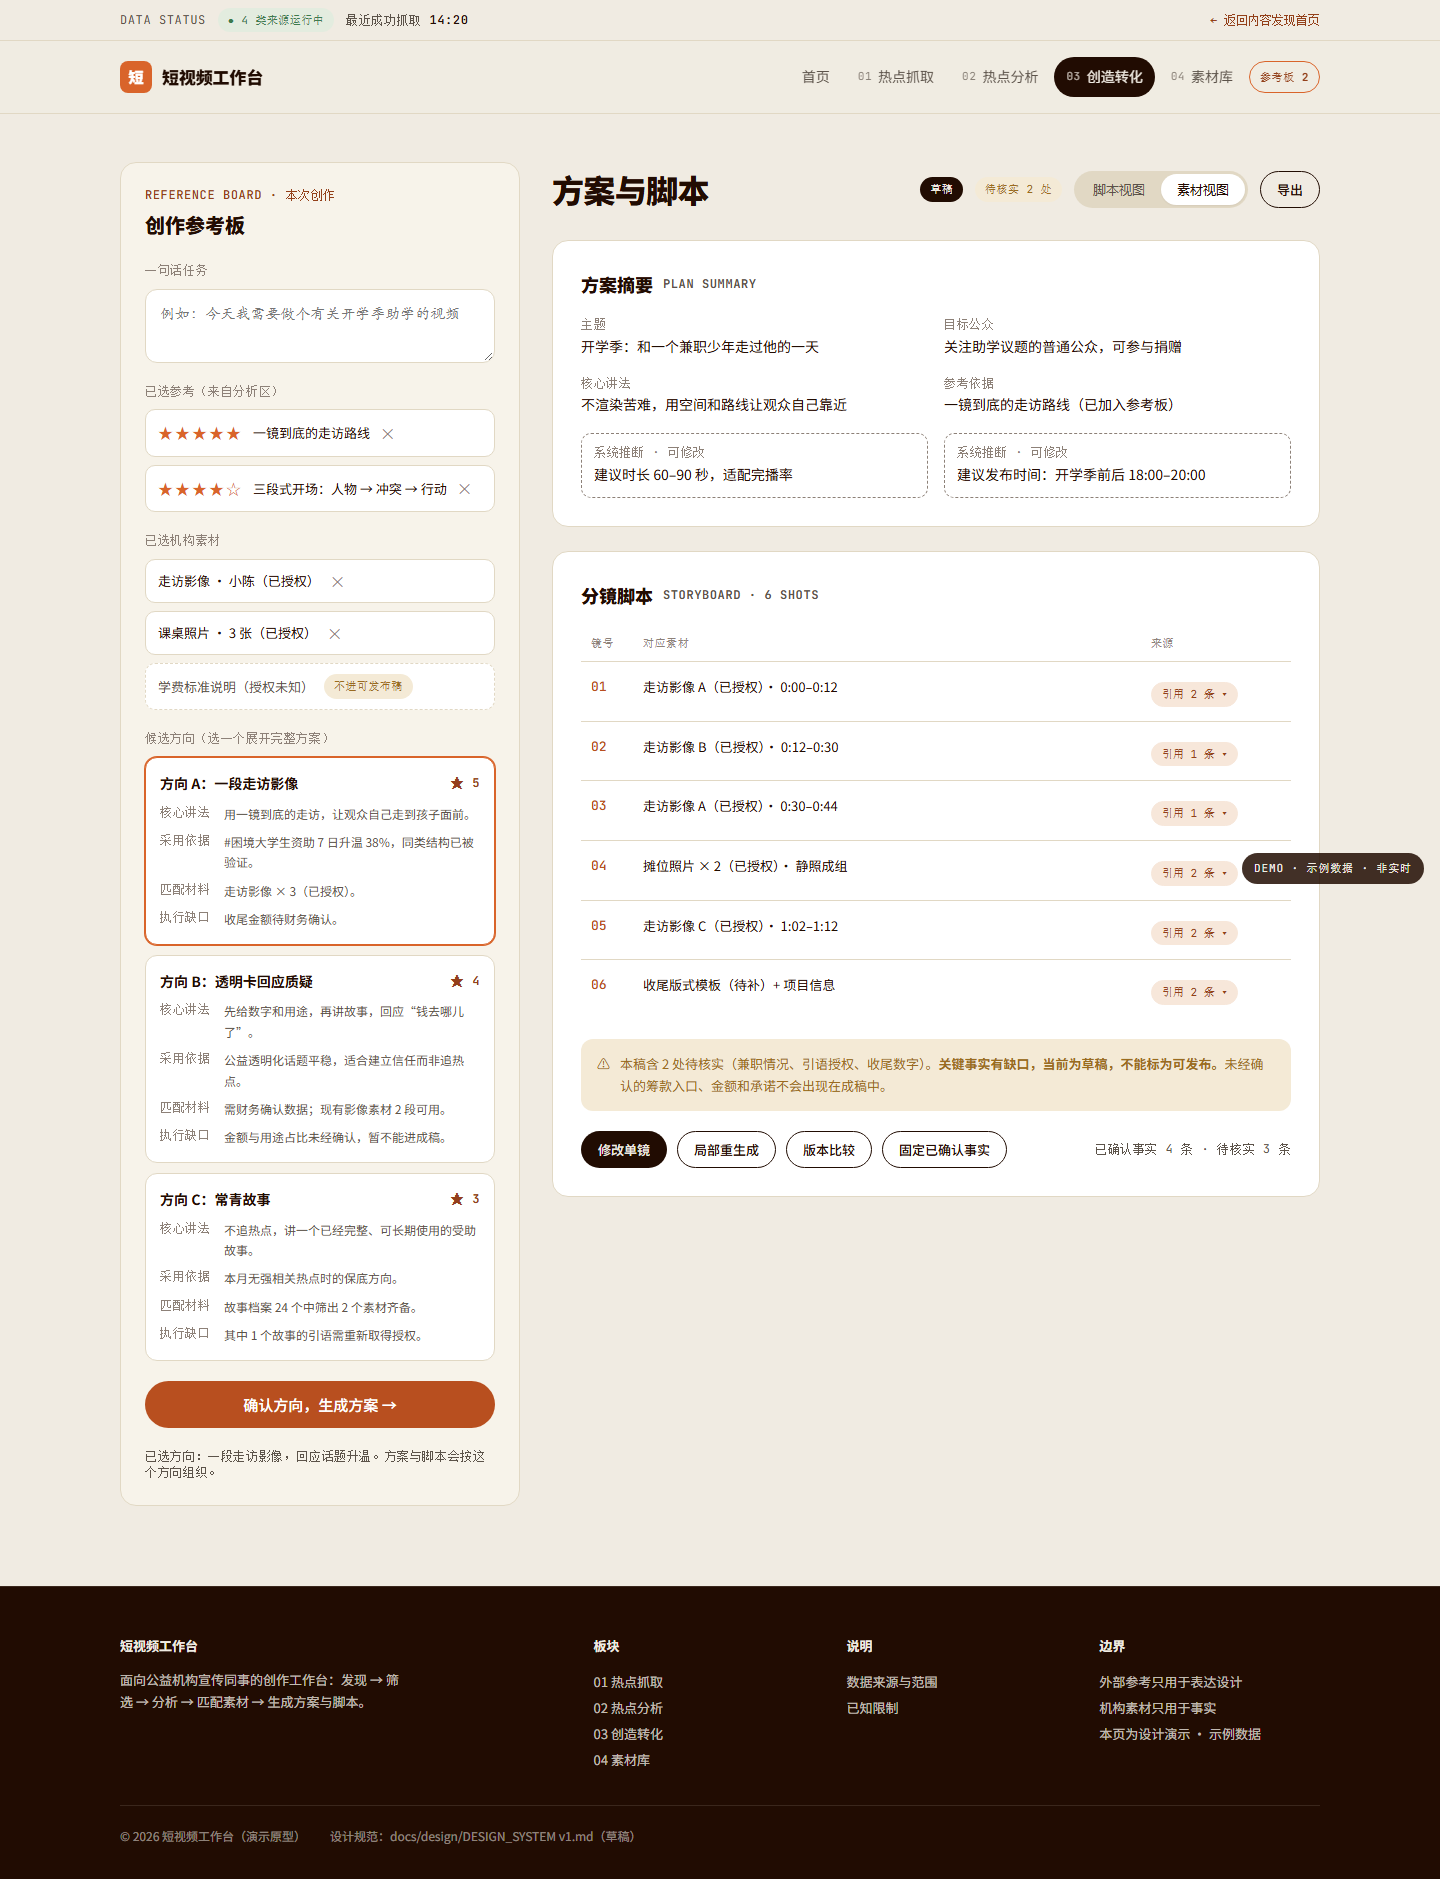 DATA STATUS ● 4 类来源运行中 最近成功抓取 14:20 ← 返回内容发现首页
短 短视频工作台 首页 01 热点抓取 02 热点分析 03 创造转化 04 素材库 参考板 2
REFERENCE BOARD · 本次创作
创作参考板
一句话任务
例如：今天我需要做个有关开学季助学的视频
已选参考（来自分析区）
★★★★★ 一镜到底的走访路线 ×
★★★★☆ 三段式开场：人物 → 冲突 → 行动 ×
已选机构素材
走访影像 · 小陈（已授权） ×
课桌照片 · 3 张（已授权） ×
学费标准说明（授权未知） 不进可发布稿
候选方向（选一个展开完整方案）
方向 A：一段走访影像 ★ 5
核心讲法 用一镜到底的走访，让观众自己走到孩子面前。
采用依据 #困境大学生资助 7 日升温 38%，同类结构已被
验证。
匹配材料 走访影像 × 3（已授权）。
执行缺口 收尾金额待财务确认。
方向 B：透明卡回应质疑 ★ 4
核心讲法 先给数字和用途，再讲故事，回应“钱去哪儿
了”。
采用依据 公益透明化话题平稳，适合建立信任而非追热
点。
匹配材料 需财务确认数据；现有影像素材 2 段可用。
执行缺口 金额与用途占比未经确认，暂不能进成稿。
方向 C：常青故事 ★ 3
核心讲法 不追热点，讲一个已经完整、可长期使用的受助
故事。
采用依据 本月无强相关热点时的保底方向。
匹配材料 故事档案 24 个中筛出 2 个素材齐备。
执行缺口 其中 1 个故事的引语需重新取得授权。
确认方向，生成方案 →
已选方向：一段走访影像，回应话题升温。方案与脚本会按这
个方向组织。
方案与脚本 草稿 待核实 2 处 脚本视图 素材视图 导出
方案摘要 PLAN SUMMARY
主题 目标公众
开学季：和一个兼职少年走过他的一天 关注助学议题的普通公众，可参与捐赠
核心讲法 参考依据
不渲染苦难，用空间和路线让观众自己靠近 一镜到底的走访路线（已加入参考板）
系统推断 · 可修改 系统推断 · 可修改
建议时长 60–90 秒，适配完播率 建议发布时间：开学季前后 18:00–20:00
分镜脚本 STORYBOARD · 6 SHOTS
镜号 对应素材 来源
01 走访影像 A（已授权）· 0:00–0:12 引用 2 条 ▾
02 走访影像 B（已授权）· 0:12–0:30 引用 1 条 ▾
03 走访影像 A（已授权）· 0:30–0:44 引用 1 条 ▾
04 摊位照片 × 2（已授权）· 静照成组 引用 2 条 ▾ DEMO · 示例数据 · 非实时
05 走访影像 C（已授权）· 1:02–1:12 引用 2 条 ▾
06 收尾版式模板（待补）+ 项目信息 引用 2 条 ▾
⚠ 本稿含 2 处待核实（兼职情况、引语授权、收尾数字）。关键事实有缺口，当前为草稿，不能标为可发布。未经确
认的筹款入口、金额和承诺不会出现在成稿中。
修改单镜 局部重生成 版本比较 固定已确认事实 已确认事实 4 条 · 待核实 3 条
短视频工作台 板块 说明 边界
面向公益机构宣传同事的创作工作台：发现 → 筛
选 → 分析 → 匹配素材 → 生成方案与脚本。
01 热点抓取 数据来源与范围 外部参考只用于表达设计
02 热点分析 已知限制 机构素材只用于事实
03 创造转化 本页为设计演示 · 示例数据
04 素材库
© 2026 短视频工作台（演示原型） 设计规范：docs/design/DESIGN_SYSTEM v1.md（草稿）